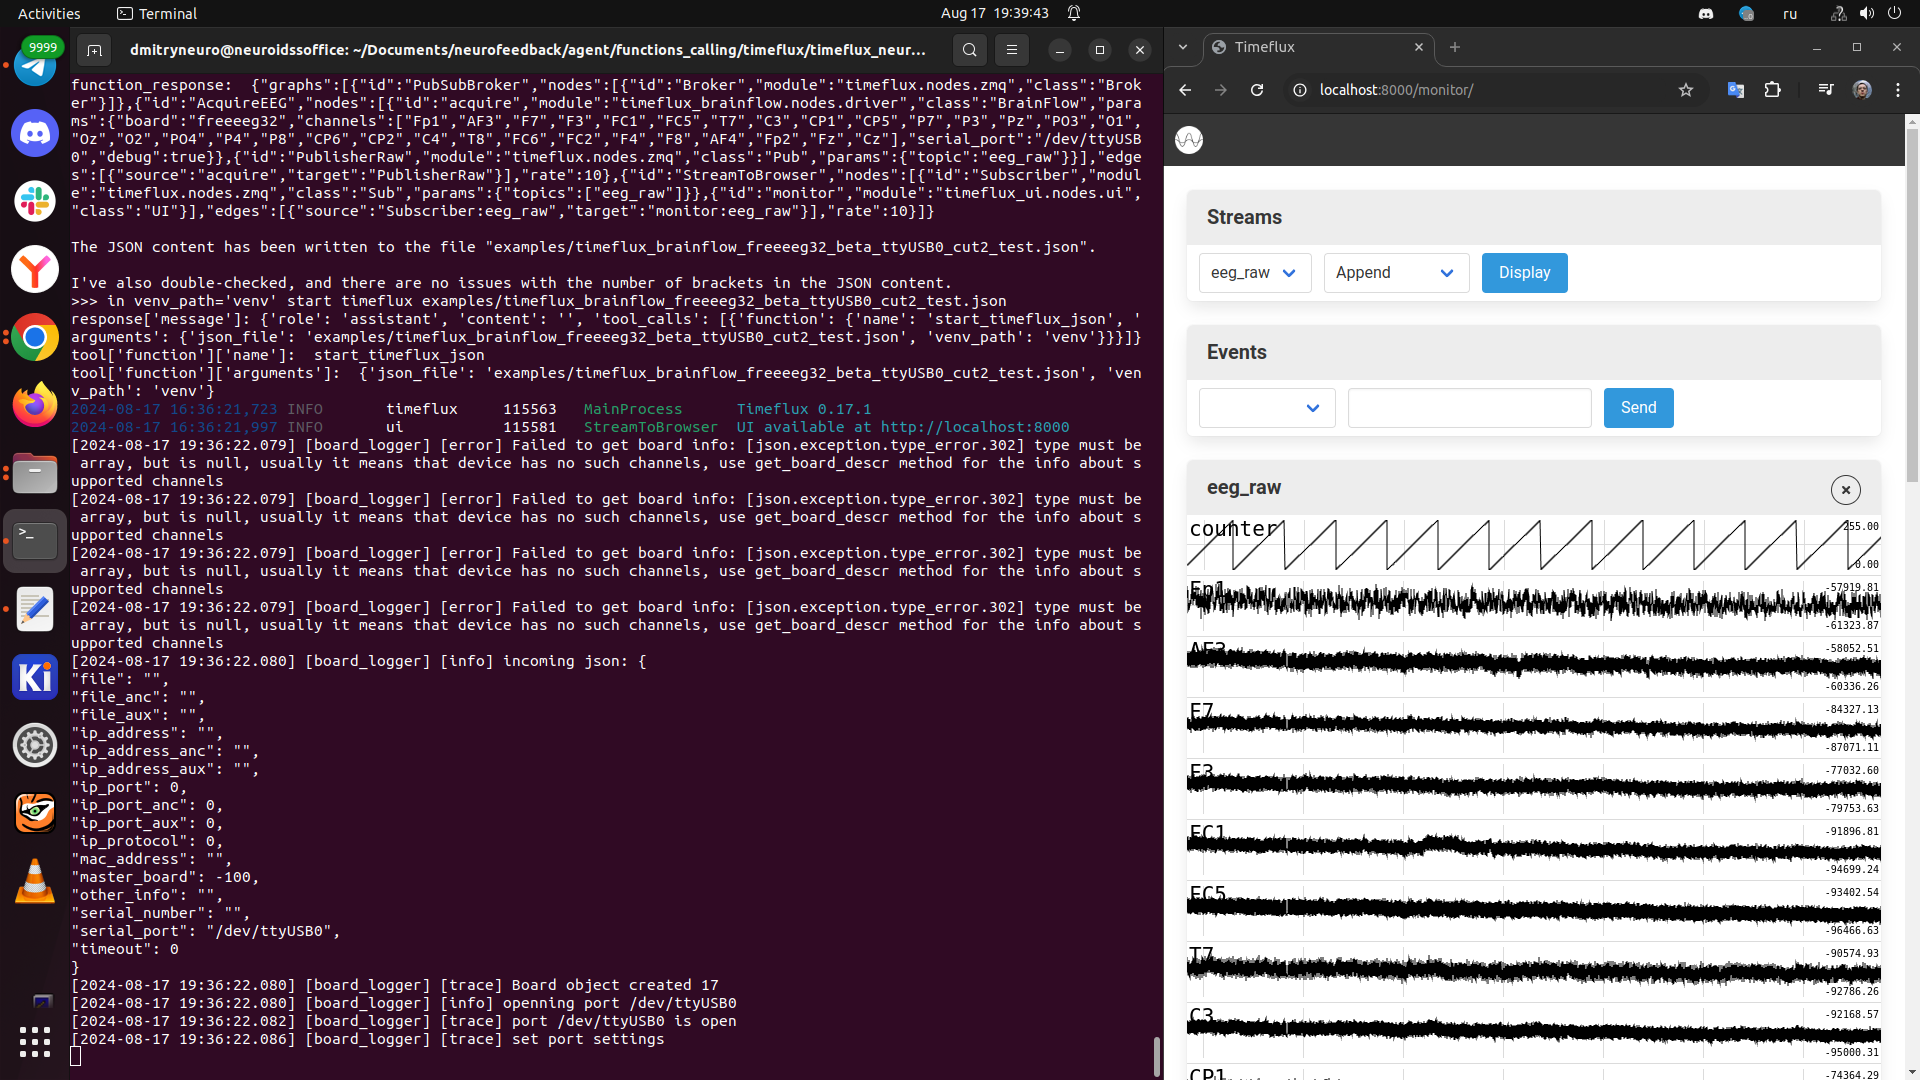 Activities
Terminal
Aug 17 19:39:43
ru
9999
dmitryneuro@neuroidssoffice: ~/Documents/neurofeedback/agent/functions_calling/timeflux/timeflux_neur...
function_response:  {"graphs":[{"id":"PubSubBroker","nodes":[{"id":"Broker","module":"timeflux.nodes.zmq","class":"Brok
er"}]},{"id":"AcquireEEG","nodes":[{"id":"acquire","module":"timeflux_brainflow.nodes.driver","class":"BrainFlow","para
ms":{"board":"freeeeg32","channels":["Fp1","AF3","F7","F3","FC1","FC5","T7","C3","CP1","CP5","P7","P3","Pz","PO3","O1",
"Oz","O2","PO4","P4","P8","CP6","CP2","C4","T8","FC6","FC2","F4","F8","AF4","Fp2","Fz","Cz"],"serial_port":"/dev/ttyUSB
0","debug":true}},{"id":"PublisherRaw","module":"timeflux.nodes.zmq","class":"Pub","params":{"topic":"eeg_raw"}}],"edge
s":[{"source":"acquire","target":"PublisherRaw"}],"rate":10},{"id":"StreamToBrowser","nodes":[{"id":"Subscriber","modul
e":"timeflux.nodes.zmq","class":"Sub","params":{"topics":["eeg_raw"]}},{"id":"monitor","module":"timeflux_ui.nodes.ui",
"class":"UI"}],"edges":[{"source":"Subscriber:eeg_raw","target":"monitor:eeg_raw"}],"rate":10}]}
The JSON content has been written to the file "examples/timeflux_brainflow_freeeeg32_beta_ttyUSB0_cut2_test.json".
I've also double-checked, and there are no issues with the number of brackets in the JSON content.
>>> in venv_path='venv' start timeflux examples/timeflux_brainflow_freeeeg32_beta_ttyUSB0_cut2_test.json
response['message']: {'role': 'assistant', 'content': '', 'tool_calls': [{'function': {'name': 'start_timeflux_json', '
arguments': {'json_file': 'examples/timeflux_brainflow_freeeeg32_beta_ttyUSB0_cut2_test.json', 'venv_path': 'venv'}}}]}
tool['function']['name']:  start_timeflux_json
tool['function']['arguments']:  {'json_file': 'examples/timeflux_brainflow_freeeeg32_beta_ttyUSB0_cut2_test.json', 'ven
v_path': 'venv'}
2024-08-17 16:36:21,723 INFO       timeflux     115563   MainProcess      Timeflux 0.17.1
2024-08-17 16:36:21,997 INFO       ui           115581   StreamToBrowser  UI available at http://localhost:8000
[2024-08-17 19:36:22.079] [board_logger] [error] Failed to get board info: [json.exception.type_error.302] type must be
 array, but is null, usually it means that device has no such channels, use get_board_descr method for the info about s
upported channels
[2024-08-17 19:36:22.079] [board_logger] [error] Failed to get board info: [json.exception.type_error.302] type must be
 array, but is null, usually it means that device has no such channels, use get_board_descr method for the info about s
upported channels
[2024-08-17 19:36:22.079] [board_logger] [error] Failed to get board info: [json.exception.type_error.302] type must be
 array, but is null, usually it means that device has no such channels, use get_board_descr method for the info about s
upported channels
[2024-08-17 19:36:22.079] [board_logger] [error] Failed to get board info: [json.exception.type_error.302] type must be
 array, but is null, usually it means that device has no such channels, use get_board_descr method for the info about s
upported channels
[2024-08-17 19:36:22.080] [board_logger] [info] incoming json: {
"file": "",
"file_anc": "",
"file_aux": "",
"ip_address": "",
"ip_address_anc": "",
"ip_address_aux": "",
"ip_port": 0,
"ip_port_anc": 0,
"ip_port_aux": 0,
"ip_protocol": 0,
"mac_address": "",
"master_board": -100,
"other_info": "",
"serial_number": "",
"serial_port": "/dev/ttyUSB0",
"timeout": 0
}
[2024-08-17 19:36:22.080] [board_logger] [trace] Board object created 17
[2024-08-17 19:36:22.080] [board_logger] [info] openning port /dev/ttyUSB0
[2024-08-17 19:36:22.082] [board_logger] [trace] port /dev/ttyUSB0 is open
[2024-08-17 19:36:22.086] [board_logger] [trace] set port settings
Ki
Timeflux
localhost:8000/monitor/
Streams
eeg_raw
Append
Display
Events
Send
eeg_raw
counter
255.00
0.00
Fp1
-57919.81
-61323.87
AF3
-58052.51
-60336.26
F7
-84327.13
-87071.11
F3
-77032.60
-79753.63
FC1
-91896.81
-94699.24
FC5
-93402.54
-96466.63
T7
-90574.93
-92786.26
C3
-92168.57
-95000.31
CP1
-74364.29